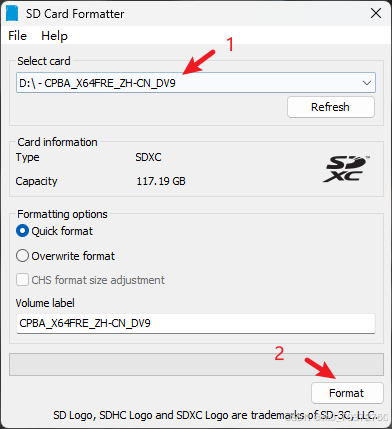 SD Card Formatter
File Help
Select card
1
D:\ - CPBA_X64FRE_ZH-CN_DV9
Refresh
Card information
Type SDXC
SD
XC
Capacity 117.19 GB
Formatting options
Quick format
Overwrite format
CHS format size adjustment
Volume label
CPBA_X64FRE_ZH-CN_DV9
2
Format
SD Logo, SDHC Logo and SDXC Logo are trademarks of SD-3C, LLC.